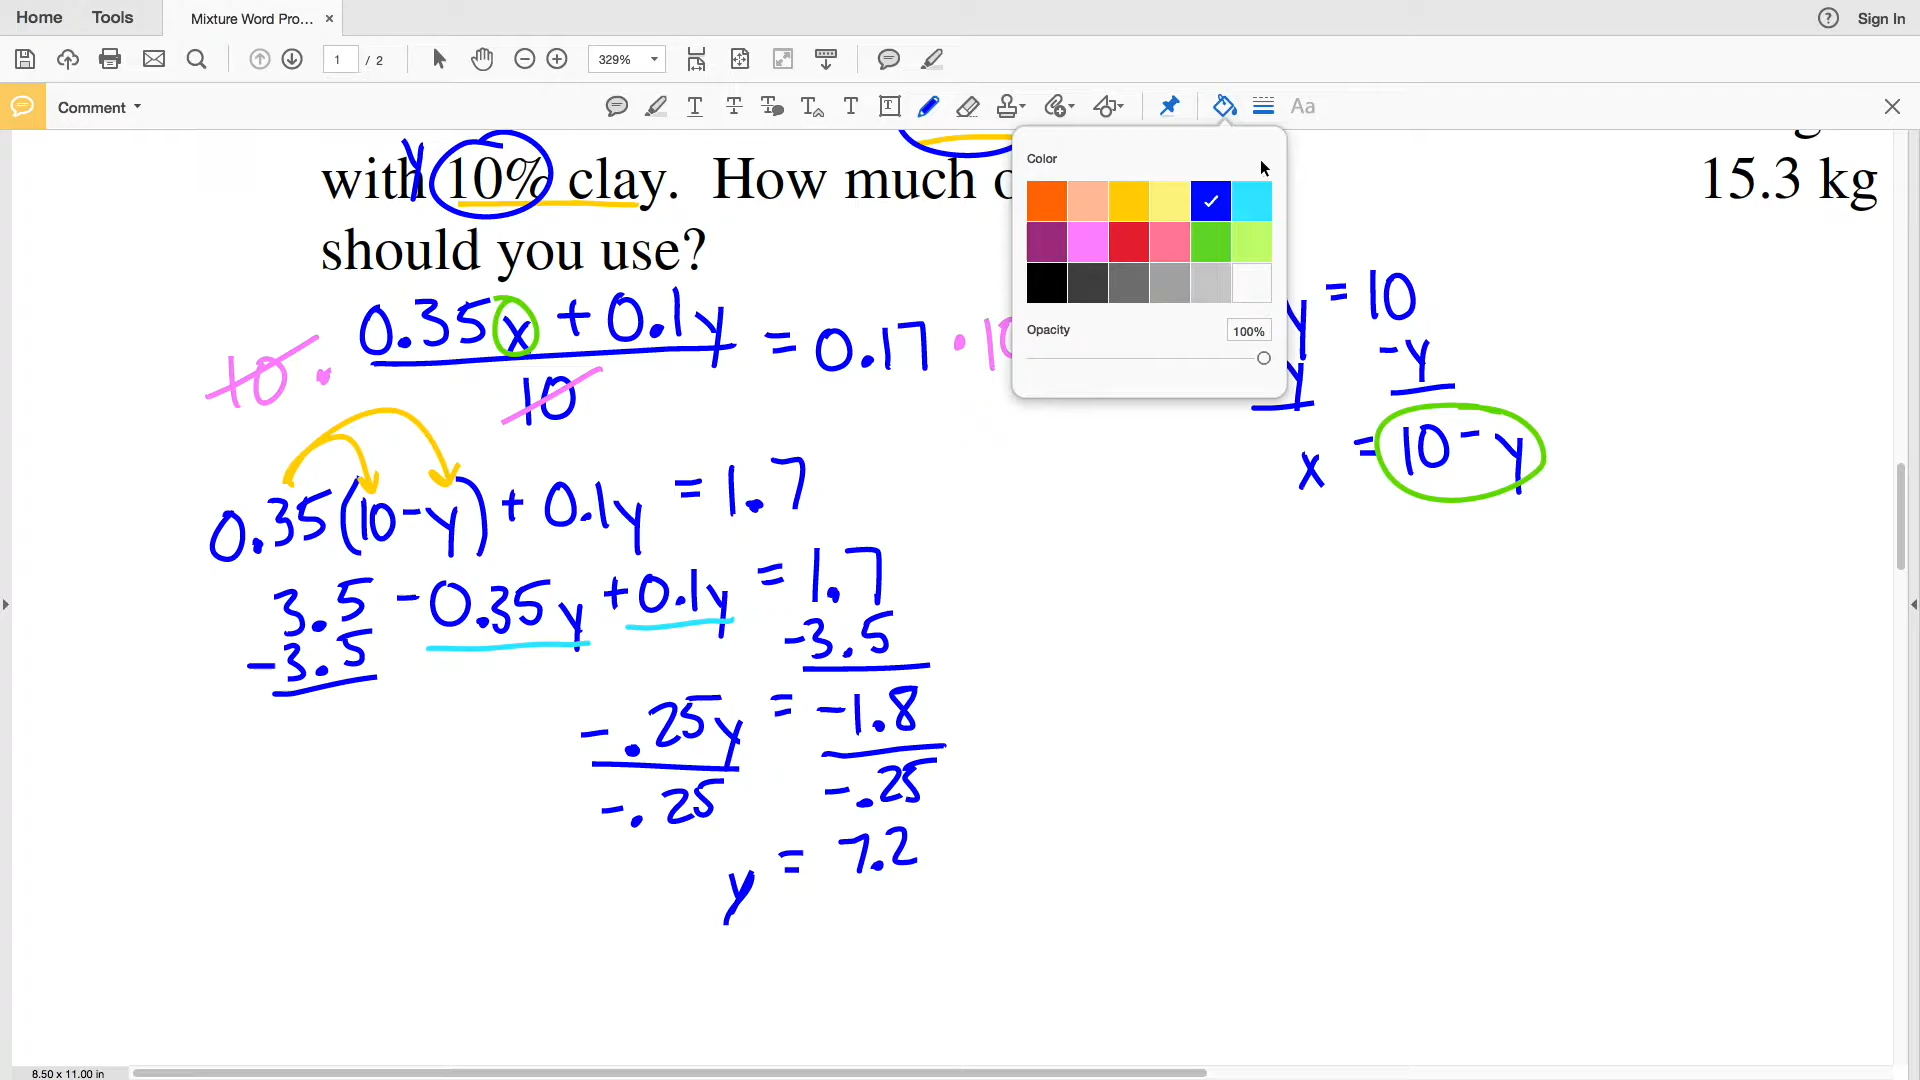 Home Tools Mixture Word Pro... × ? Sign In
1 / 2 329%
Comment T T T T T T Aa
with 10% clay. How much o
y
15.3 kg
should you use?
Color
Opacity 100%
10 · 0.35x + 0.1y / 10 = 0.17 · 10
y = 10
y -y
x = 10 - y
0.35(10 - y) + 0.1y = 1.7
3.5 - 0.35y + 0.1y = 1.7
-3.5 -3.5
-.25y = -1.8
-.25 -.25
y = 7.2
8.50 x 11.00 in